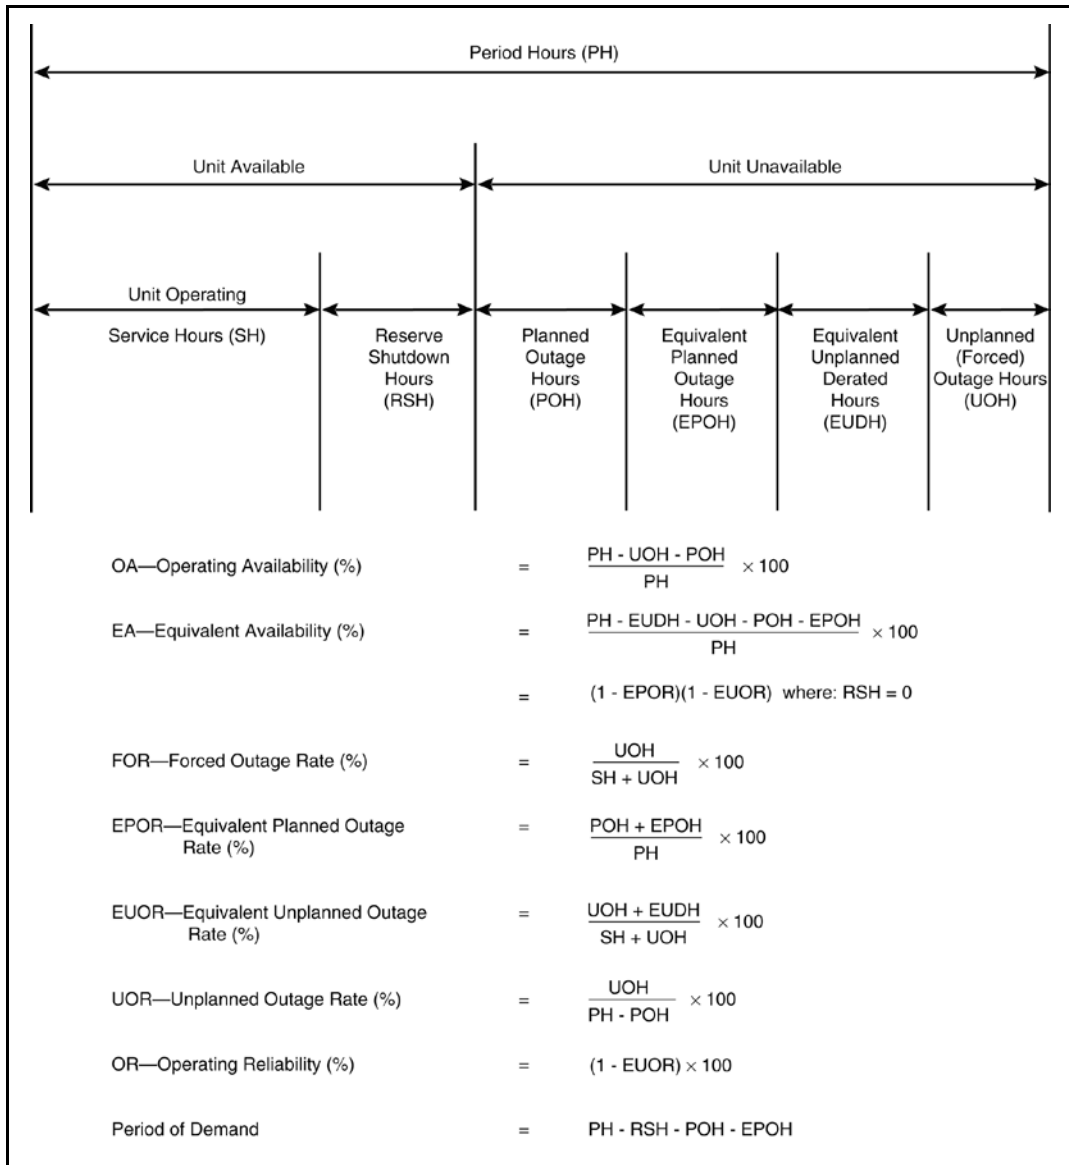 Period Hours (PH)
Unit Available
Unit Unavailable
Unit Operating
Service Hours (SH)
Reserve
Shutdown
Hours
(RSH)
Planned
Outage
Hours
(POH)
Equivalent
Planned
Outage
Hours
(EPOH)
Equivalent
Unplanned
Derated
Hours
(EUDH)
Unplanned
(Forced)
Outage Hours
(UOH)
OA—Operating Availability (%) = PH - UOH - POH
PH
× 100
EA—Equivalent Availability (%) = PH - EUDH - UOH - POH - EPOH
PH
× 100
= (1 - EPOR)(1 - EUOR) where: RSH = 0
FOR—Forced Outage Rate (%) = UOH
SH + UOH
× 100
EPOR—Equivalent Planned Outage
Rate (%)
= POH + EPOH
PH
× 100
EUOR—Equivalent Unplanned Outage
Rate (%)
= UOH + EUDH
SH + UOH
× 100
UOR—Unplanned Outage Rate (%) = UOH
PH - POH
× 100
OR—Operating Reliability (%) = (1 - EUOR) × 100
Period of Demand = PH - RSH - POH - EPOH